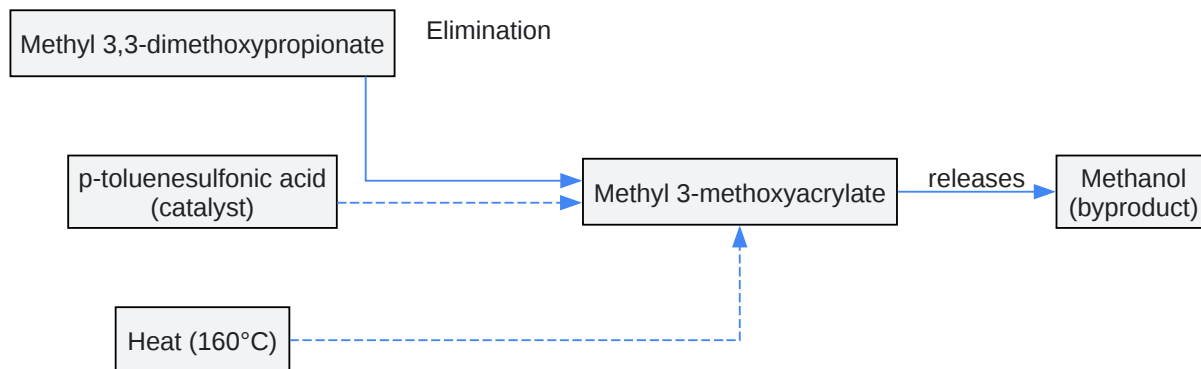 Methyl 3,3-dimethoxypropionate
Elimination
p-toluenesulfonic acid
(catalyst)
Methyl 3-methoxyacrylate
releases
Methanol
(byproduct)
Heat (160°C)